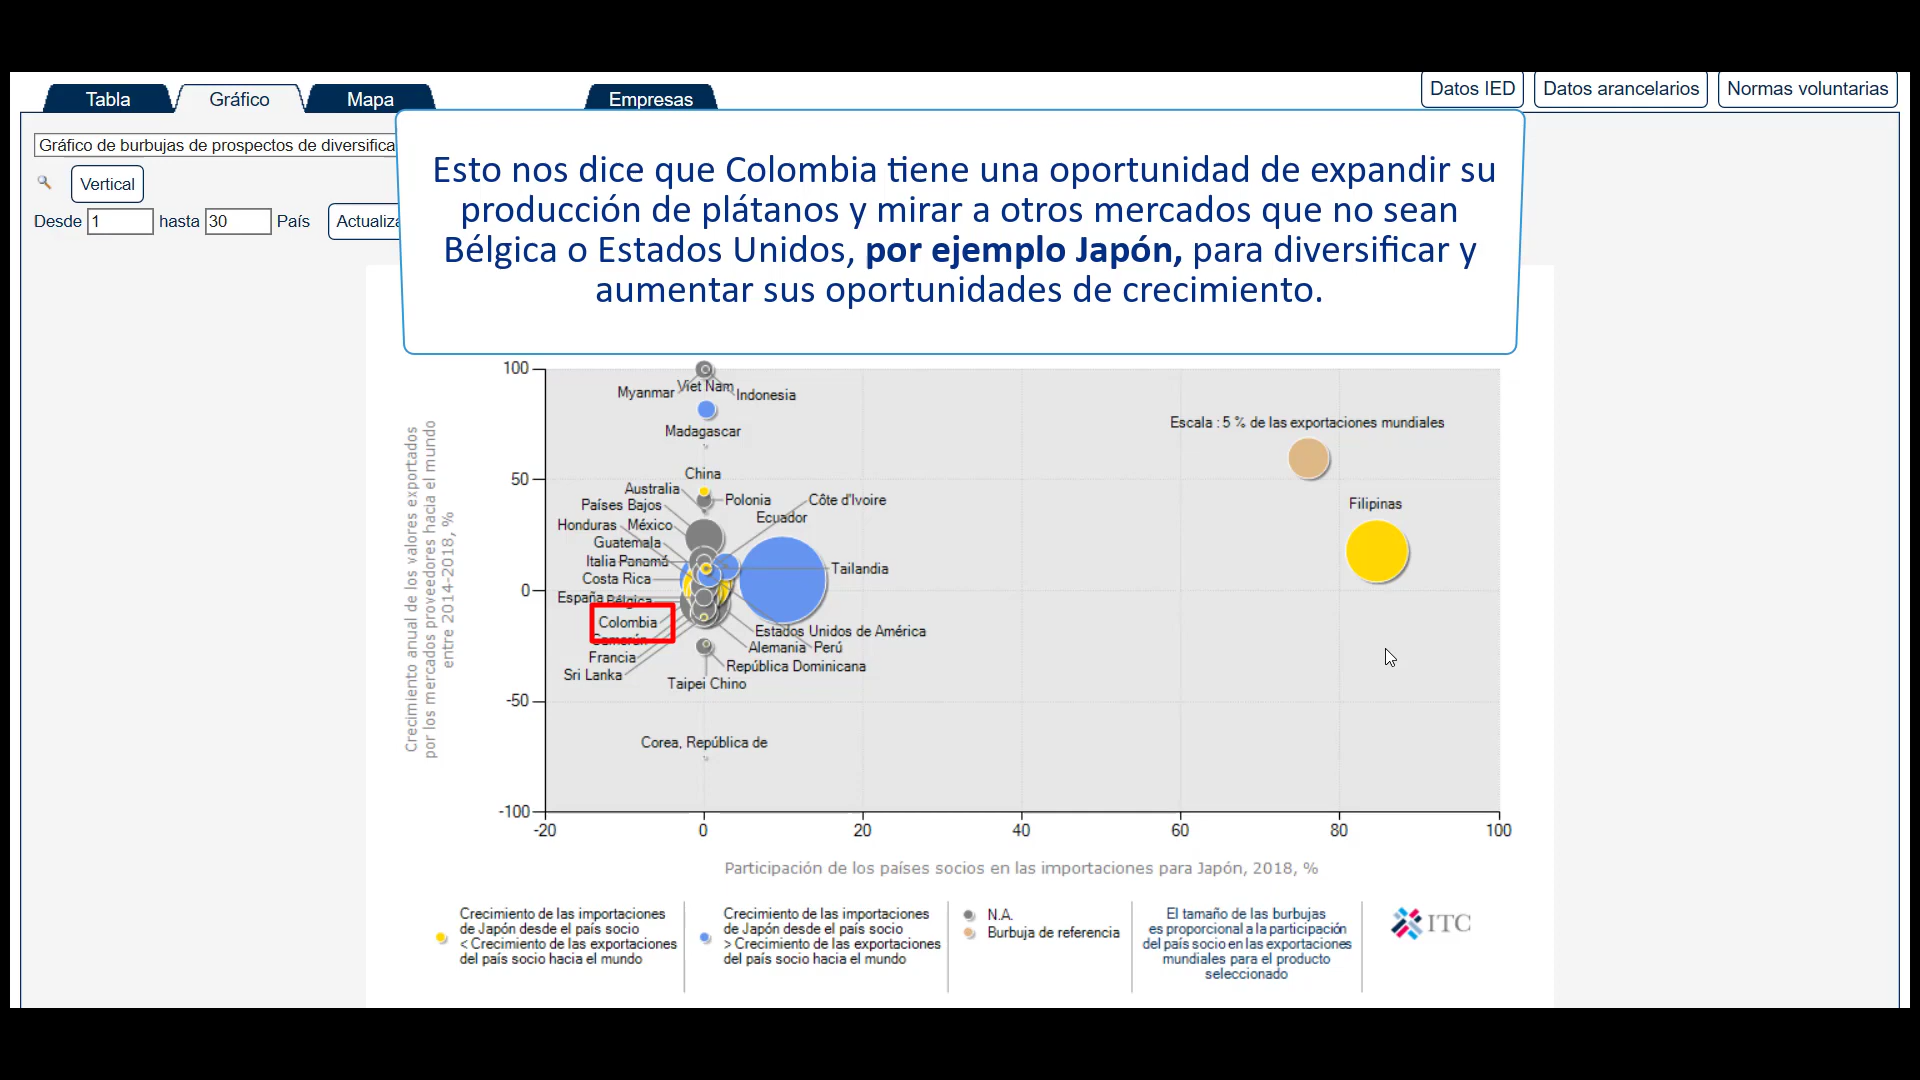 Tabla
Gráfico
Mapa
Empresas
Datos IED
Datos arancelarios
Normas voluntarias
Gráfico de burbujas de prospectos de diversifica
Vertical
Desde 1 hasta 30 País Actualiza
Esto nos dice que Colombia tiene una oportunidad de expandir su
producción de plátanos y mirar a otros mercados que no sean
Bélgica o Estados Unidos, por ejemplo Japón, para diversificar y
aumentar sus oportunidades de crecimiento.
Crecimiento anual de los valores exportados
por los mercados provedores hacia el mundo
entre 2014-2018, %
100
50
0
-50
-100
Myanmar
Viet Nam
Indonesia
Madagascar
China
Australia
Polonia
Côte d'Ivoire
Países Bajos
Ecuador
Honduras
México
Guatemala
Italia
Panamá
Tailandia
Costa Rica
España
Bélgica
Colombia
Camerún
Francia
Sri Lanka
Estados Unidos de América
Alemania
Perú
República Dominicana
Taipei Chino
Corea, República de
Escala : 5 % de las exportaciones mundiales
Filipinas
-20
0
20
40
60
80
100
Participación de los países socios en las importaciones para Japón, 2018, %
Crecimiento de las importaciones
de Japón desde el país socio
< Crecimiento de las exportaciones
del país socio hacia el mundo
Crecimiento de las importaciones
de Japón desde el país socio
> Crecimiento de las exportaciones
del país socio hacia el mundo
N.A.
Burbuja de referencia
El tamaño de las burbujas
es proporcional a la participación
del país socio en las exportaciones
mundiales para el producto
seleccionado
ITC